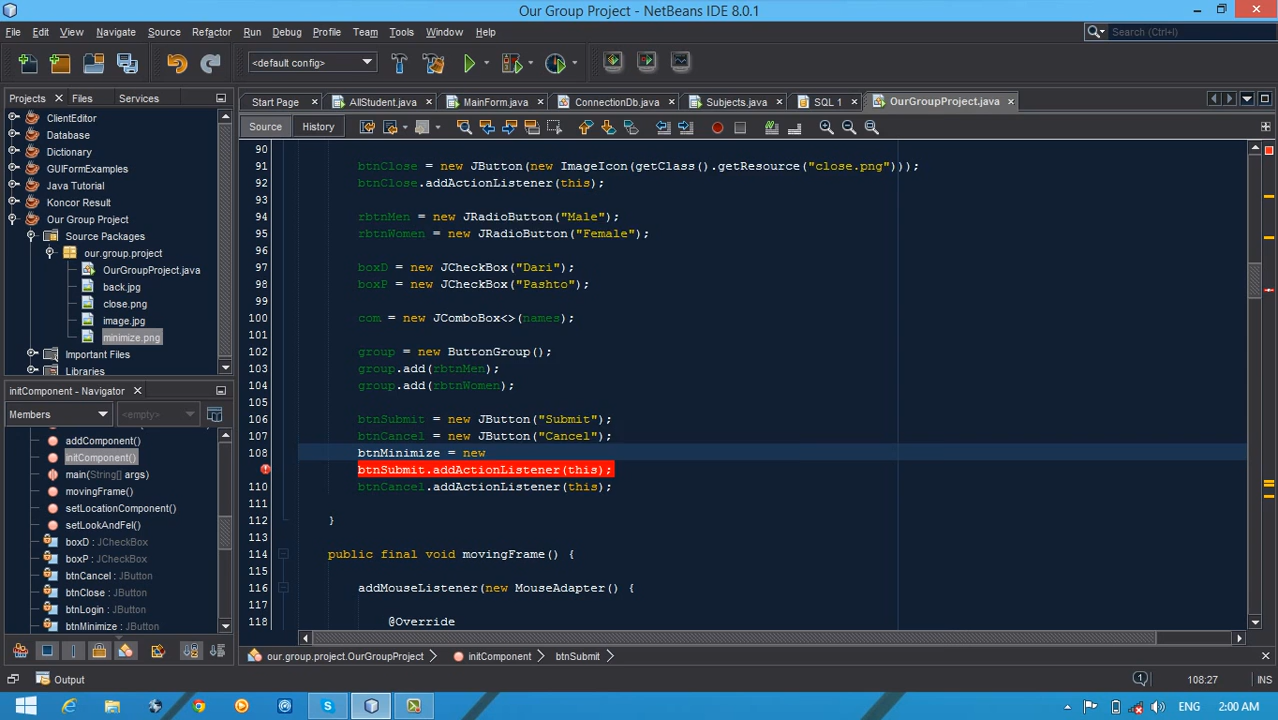 Our Group Project - NetBeans IDE 8.0.1
File Edit View Navigate Source Refactor Run Debug Profile Team Tools Window Help
Search (Ctrl+I)
<default config>
Projects Files Services
Start Page AllStudent.java MainForm.java ConnectionDb.java Subjects.java SQL 1 OurGroupProject.java
Source History
ClientEditor
Database
Dictionary
GUIFormExamples
Java Tutorial
Koncor Result
Our Group Project
Source Packages
our.group.project
OurGroupProject.java
back.jpg
close.png
image.jpg
minimize.png
Important Files
Libraries
initComponent - Navigator
Members <empty>
addComponent()
initComponent()
main(String[] args)
movingFrame()
setLocationComponent()
setLookAndFel()
boxD : JCheckBox
boxP : JCheckBox
btnCancel : JButton
btnClose : JButton
btnLogin : JButton
btnMinimize : JButton
90
91 btnClose = new JButton(new ImageIcon(getClass().getResource("close.png")));
92 btnClose.addActionListener(this);
93
94 rbtnMen = new JRadioButton("Male");
95 rbtnWomen = new JRadioButton("Female");
96
97 boxD = new JCheckBox("Dari");
98 boxP = new JCheckBox("Pashto");
99
100 com = new JComboBox<>(names);
101
102 group = new ButtonGroup();
103 group.add(rbtnMen);
104 group.add(rbtnWomen);
105
106 btnSubmit = new JButton("Submit");
107 btnCancel = new JButton("Cancel");
108 btnMinimize = new
btnSubmit.addActionListener(this);
110 btnCancel.addActionListener(this);
111
112 }
113
114 public final void movingFrame() {
115
116 addMouseListener(new MouseAdapter() {
117
118 @Override
our.group.project.OurGroupProject initComponent btnSubmit
Output
1
108:27 INS
ENG 2:00 AM